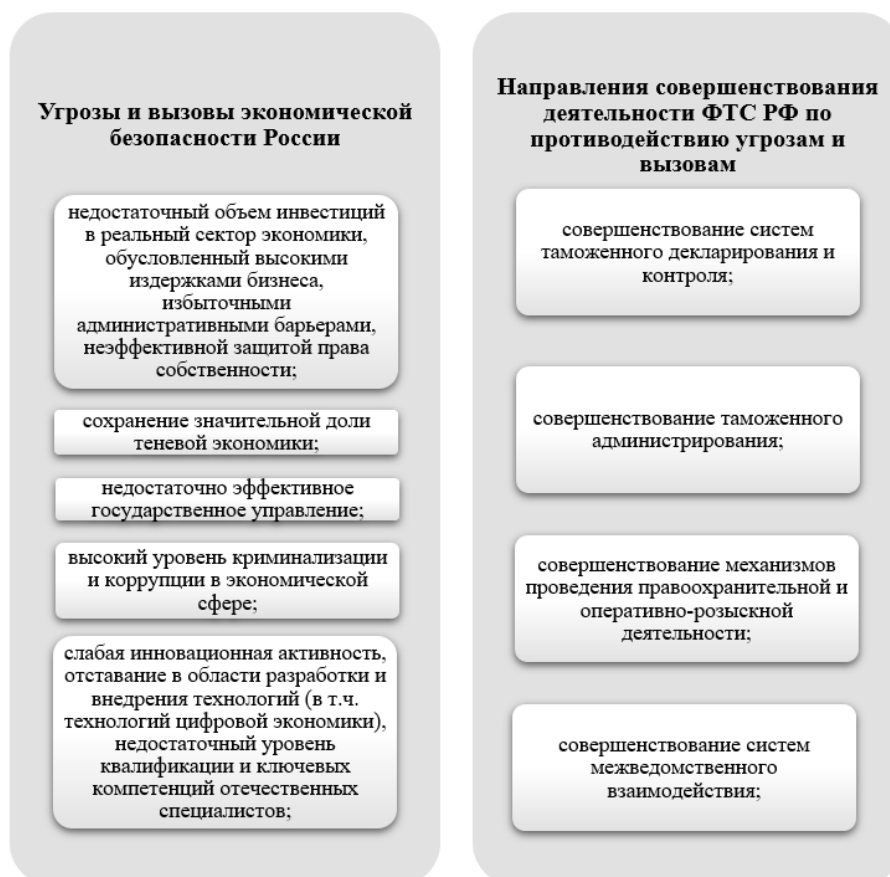 Угрозы и вызовы экономической
безопасности России
недостаточный объем инвестиций
в реальный сектор экономики,
обусловленный высокими
издержками бизнеса,
избыточными
административными барьерами,
неэффективной защитой права
собственности;
сохранение значительной доли
теневой экономики;
недостаточно эффективное
государственное управление;
высокий уровень криминализации
и коррупции в экономической
сфере;
слабая инновационная активность,
отставание в области разработки и
внедрения технологий (в т.ч.
технологий цифровой экономики),
недостаточный уровень
квалификации и ключевых
компетенций отечественных
специалистов;
Направления совершенствования
деятельности ФТС РФ по
противодействию угрозам и
вызовам
совершенствование систем
таможенного декларирования и
контроля;
совершенствование таможенного
администрирования;
совершенствование механизмов
проведения правоохранительной и
оперативно-розыскной
деятельности;
совершенствование систем
межведомственного
взаимодействия;